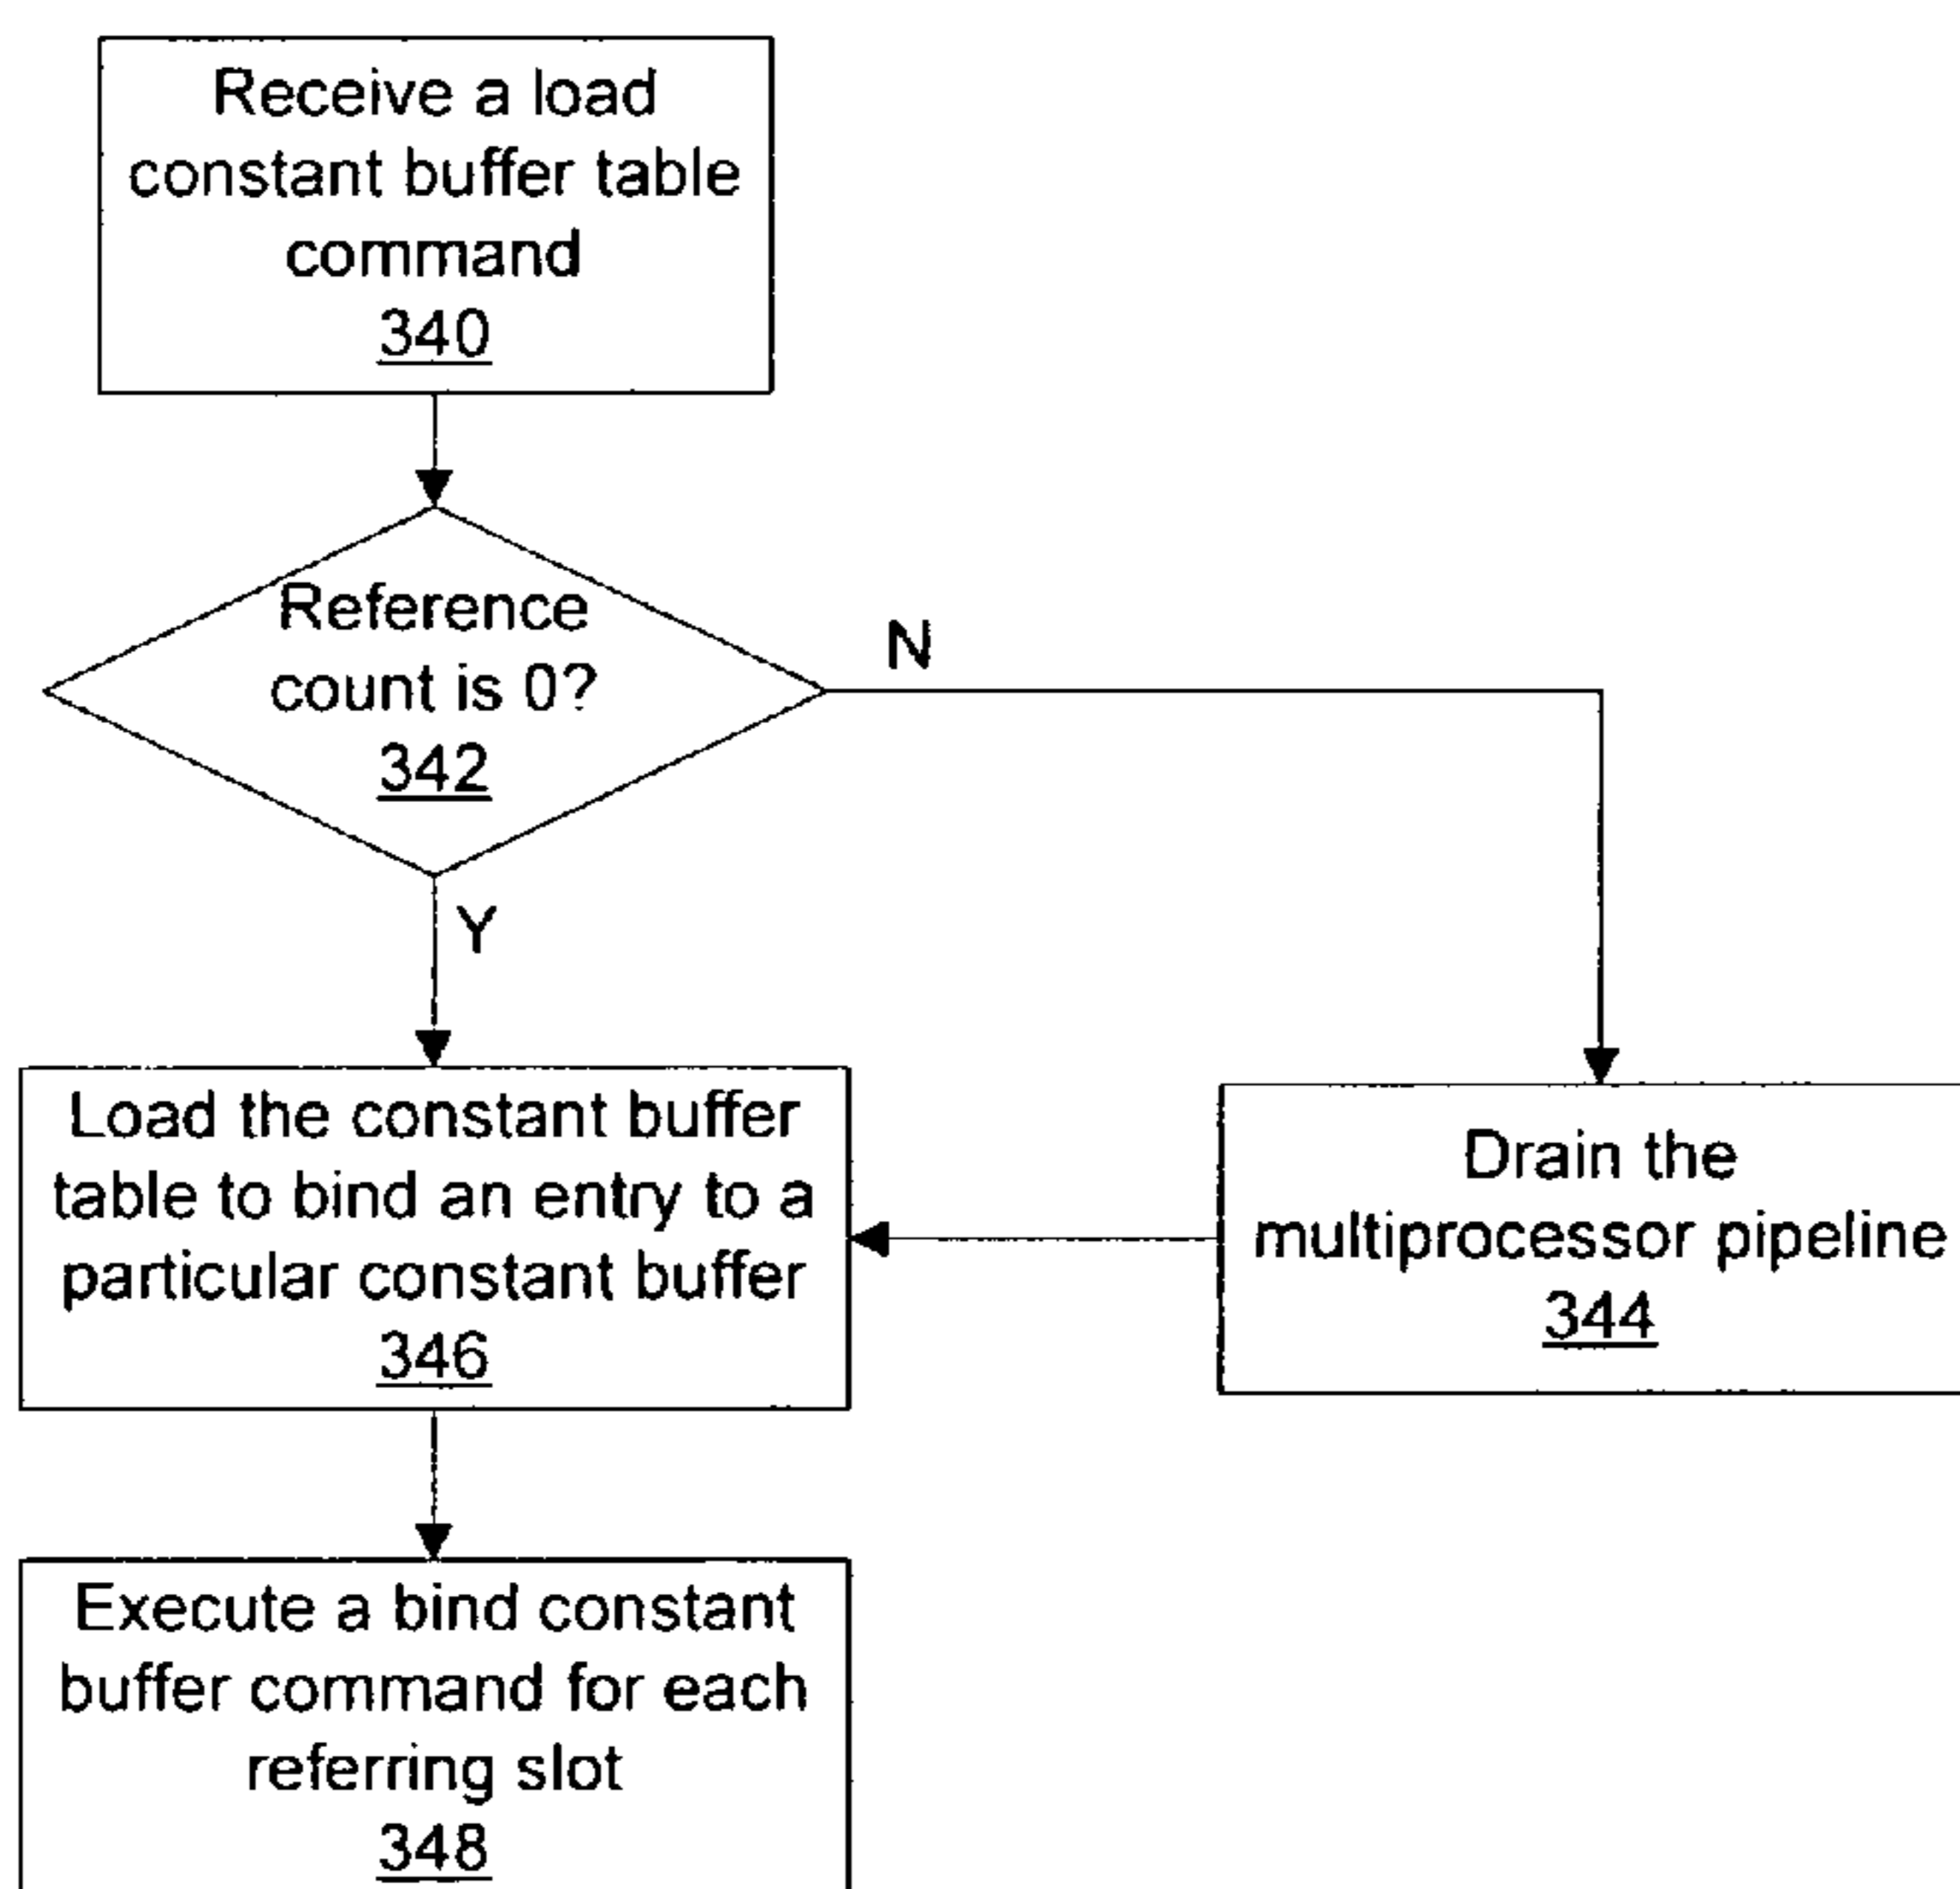 Receive a load
constant buffer table
command
340
Reference
count is 0?
342
N
Y
Load the constant buffer
table to bind an entry to a
particular constant buffer
346
Drain the
multiprocessor pipeline
344
Execute a bind constant
buffer command for each
referring slot
348